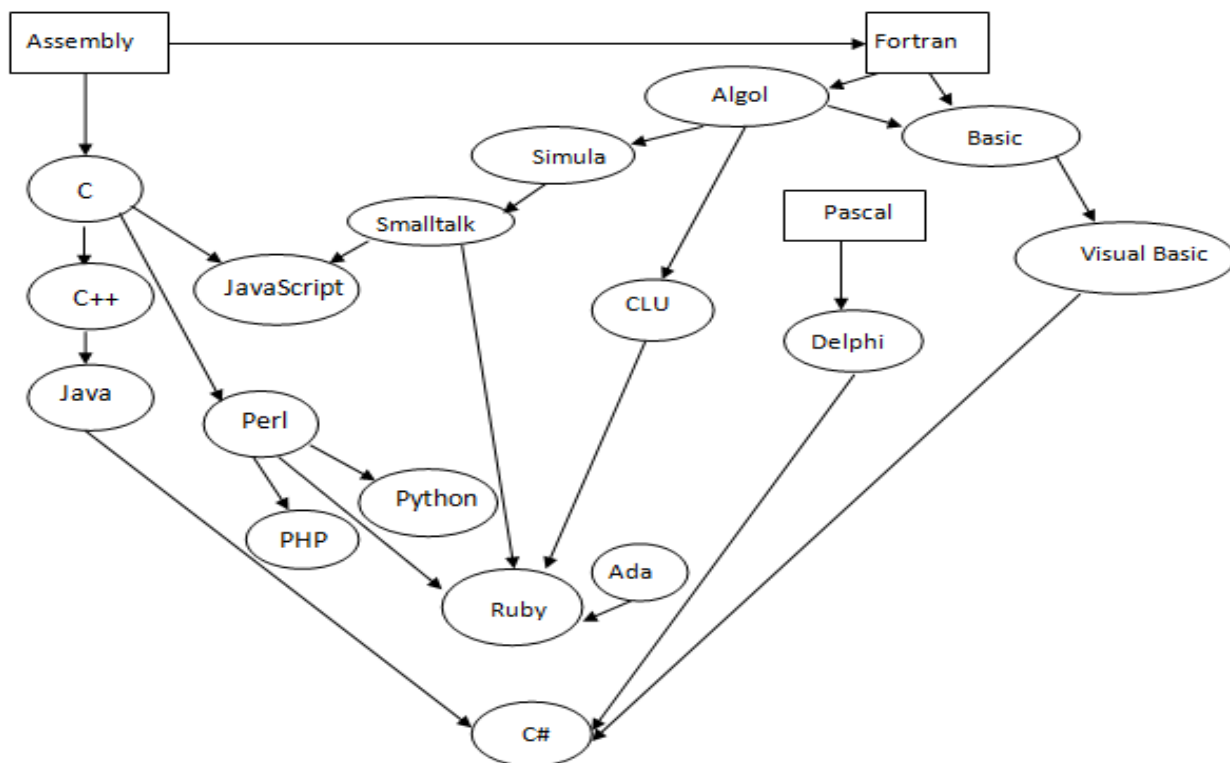 Assembly
Fortran
Algol
Basic
Simula
C
Smalltalk
Pascal
Visual Basic
JavaScript
C++
CLU
Delphi
Java
Perl
Python
PHP
Ada
Ruby
C#